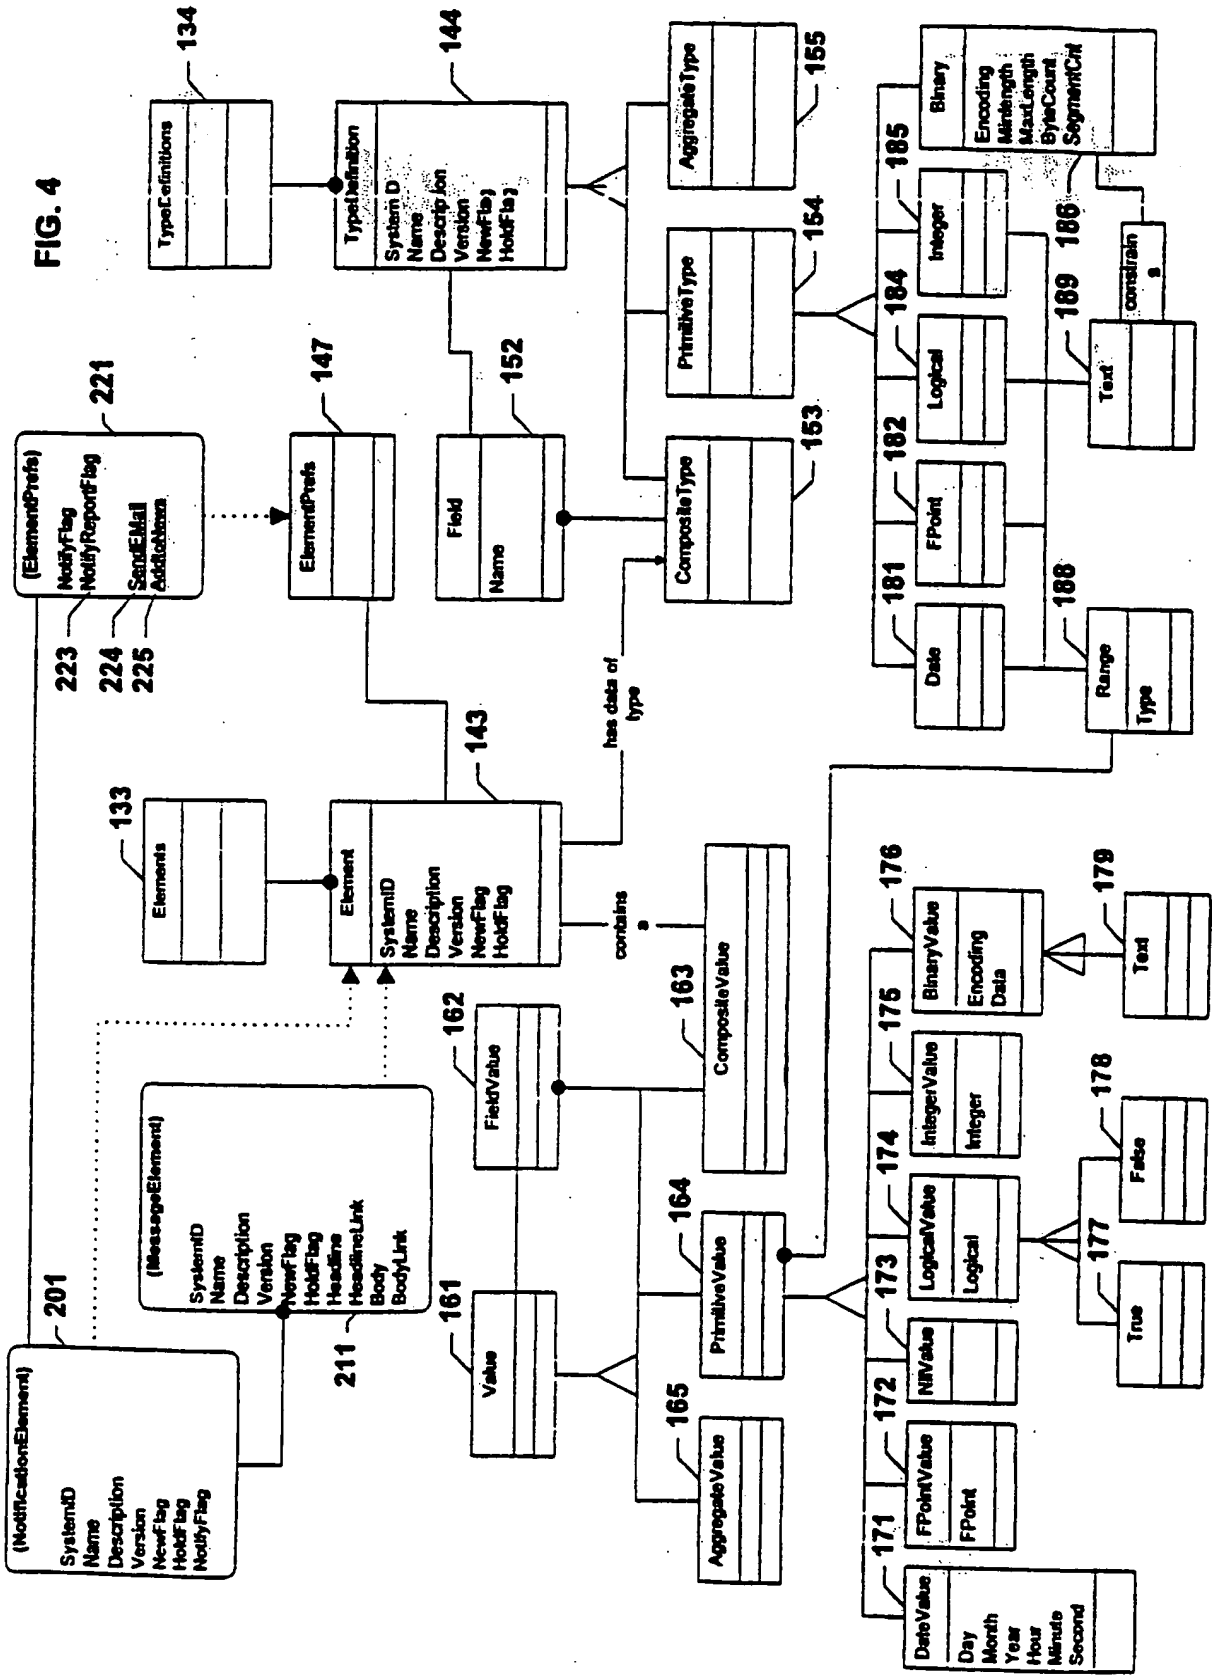 FIG. 4
(NotificationElement)
SystemID
Name
Description
Version
NewFlag
HoldFlag
NotifyFlag
201
(MessageElement)
SystemID
Name
Description
Version
NewFlag
HoldFlag
Headline
HeadlineLink
Body
BodyLink
211
(ElementPrefs)
NotifyFlag
NotifyReportFlag
SendEMail
AddtoNews
221
223
224
225
Elements
133
Element
SystemID
Name
Description
Version
NewFlag
HoldFlag
143
ElementPrefs
147
TypeDefinitions
134
TypeDefinition
SystemID
Name
Description
Version
NewFlag
HoldFlag
144
Field
Name
152
contains
a
has data of
type
Value
161
FieldValue
162
AggregateValue
165
PrimitiveValue
164
CompositeValue
163
CompositeType
153
PrimitiveType
154
AggregateType
155
DateValue
Day
Month
Year
Hour
Minute
Second
171
FPointValue
FPoint
172
NilValue
173
LogicalValue
Logical
174
IntegerValue
Integer
175
BinaryValue
Encoding
Data
176
True
177
False
178
Text
179
Date
181
FPoint
182
Logical
184
Integer
185
Binary
Encoding
Minlength
MaxLength
ByteCount
SegmentCnt
186
Range
Type
188
Text
189
constrain
s